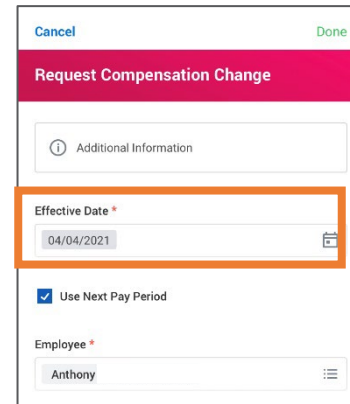 Cancel Done
Request Compensation Change
Additional Information
Effective Date *
04/04/2021
Use Next Pay Period
Employee *
Anthony